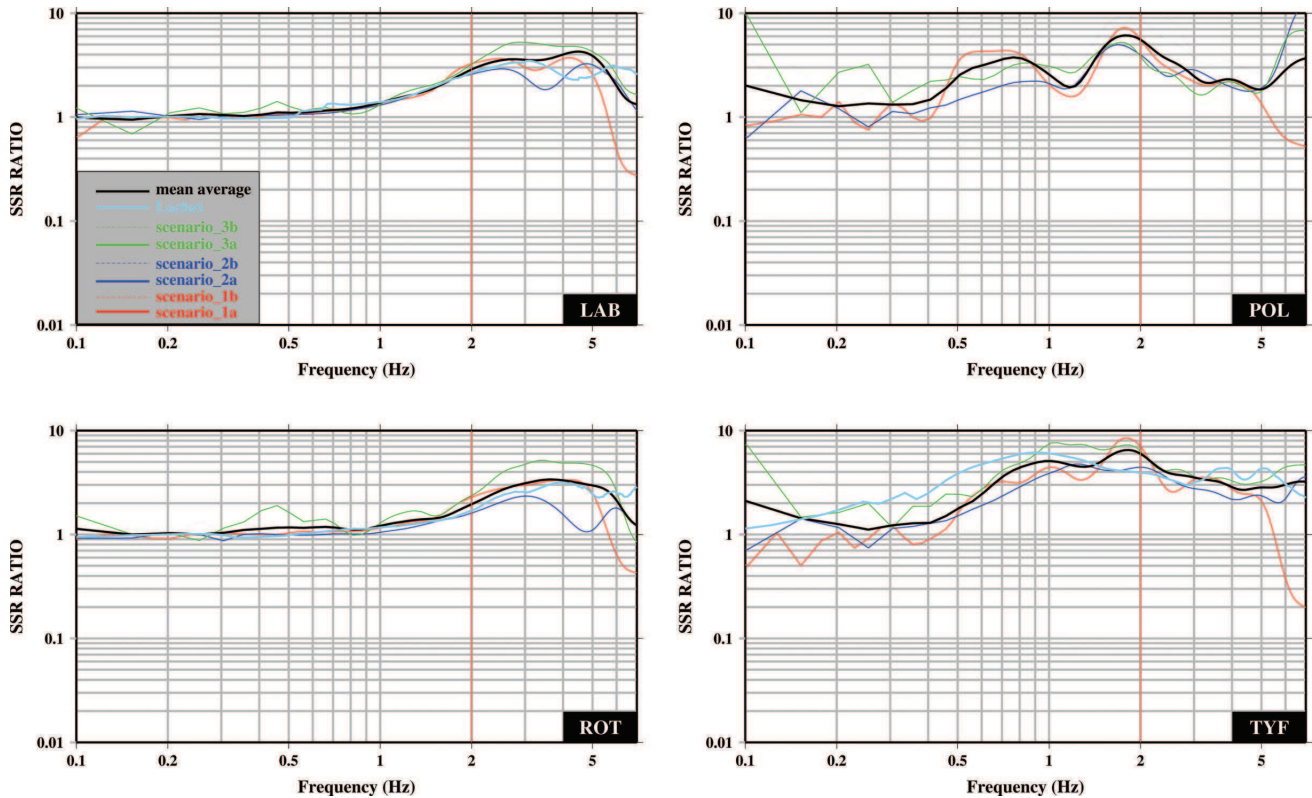 10
1
0.1
0.01
SSR RATIO
mean average
scenario_3b
scenario_3a
scenario_2b
scenario_2a
scenario_1b
scenario_1a
LAB
0.1 0.2 0.5 1 2 5
Frequency (Hz)
10
1
0.1
0.01
SSR RATIO
POL
0.1 0.2 0.5 1 2 5
Frequency (Hz)
10
1
0.1
0.01
SSR RATIO
ROT
0.1 0.2 0.5 1 2 5
Frequency (Hz)
10
1
0.1
0.01
SSR RATIO
TYF
0.1 0.2 0.5 1 2 5
Frequency (Hz)